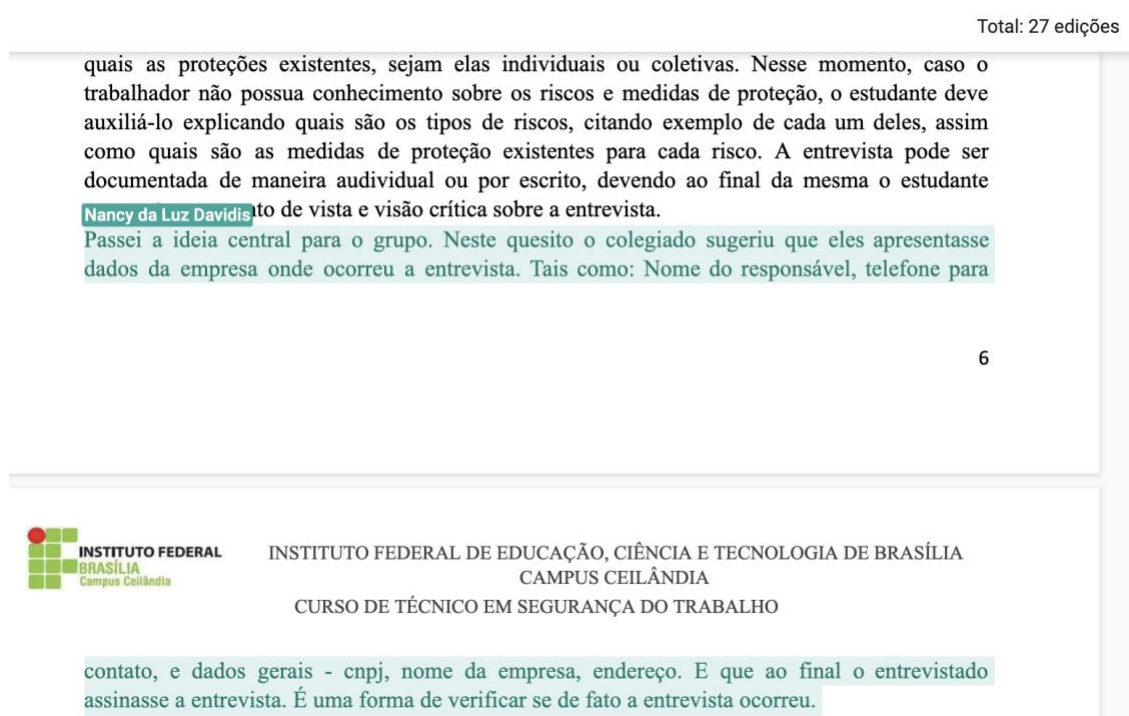 Total: 27 edições
quais as proteções existentes, sejam elas individuais ou coletivas. Nesse momento, caso o
trabalhador não possua conhecimento sobre os riscos e medidas de proteção, o estudante deve
auxiliá-lo explicando quais são os tipos de riscos, citando exemplo de cada um deles, assim
como quais são as medidas de proteção existentes para cada risco. A entrevista pode ser
documentada de maneira audividual ou por escrito, devendo ao final da mesma o estudante
Nancy da Luz Davidis to de vista e visão crítica sobre a entrevista.
Passei a ideia central para o grupo. Neste quesito o colegiado sugeriu que eles apresentasse
dados da empresa onde ocorreu a entrevista. Tais como: Nome do responsável, telefone para
6
INSTITUTO FEDERAL
BRASÍLIA
Campus Ceilândia
INSTITUTO FEDERAL DE EDUCAÇÃO, CIÊNCIA E TECNOLOGIA DE BRASÍLIA
CAMPUS CEILÂNDIA
CURSO DE TÉCNICO EM SEGURANÇA DO TRABALHO
contato, e dados gerais - cnpj, nome da empresa, endereço. E que ao final o entrevistado
assinasse a entrevista. É uma forma de verificar se de fato a entrevista ocorreu.